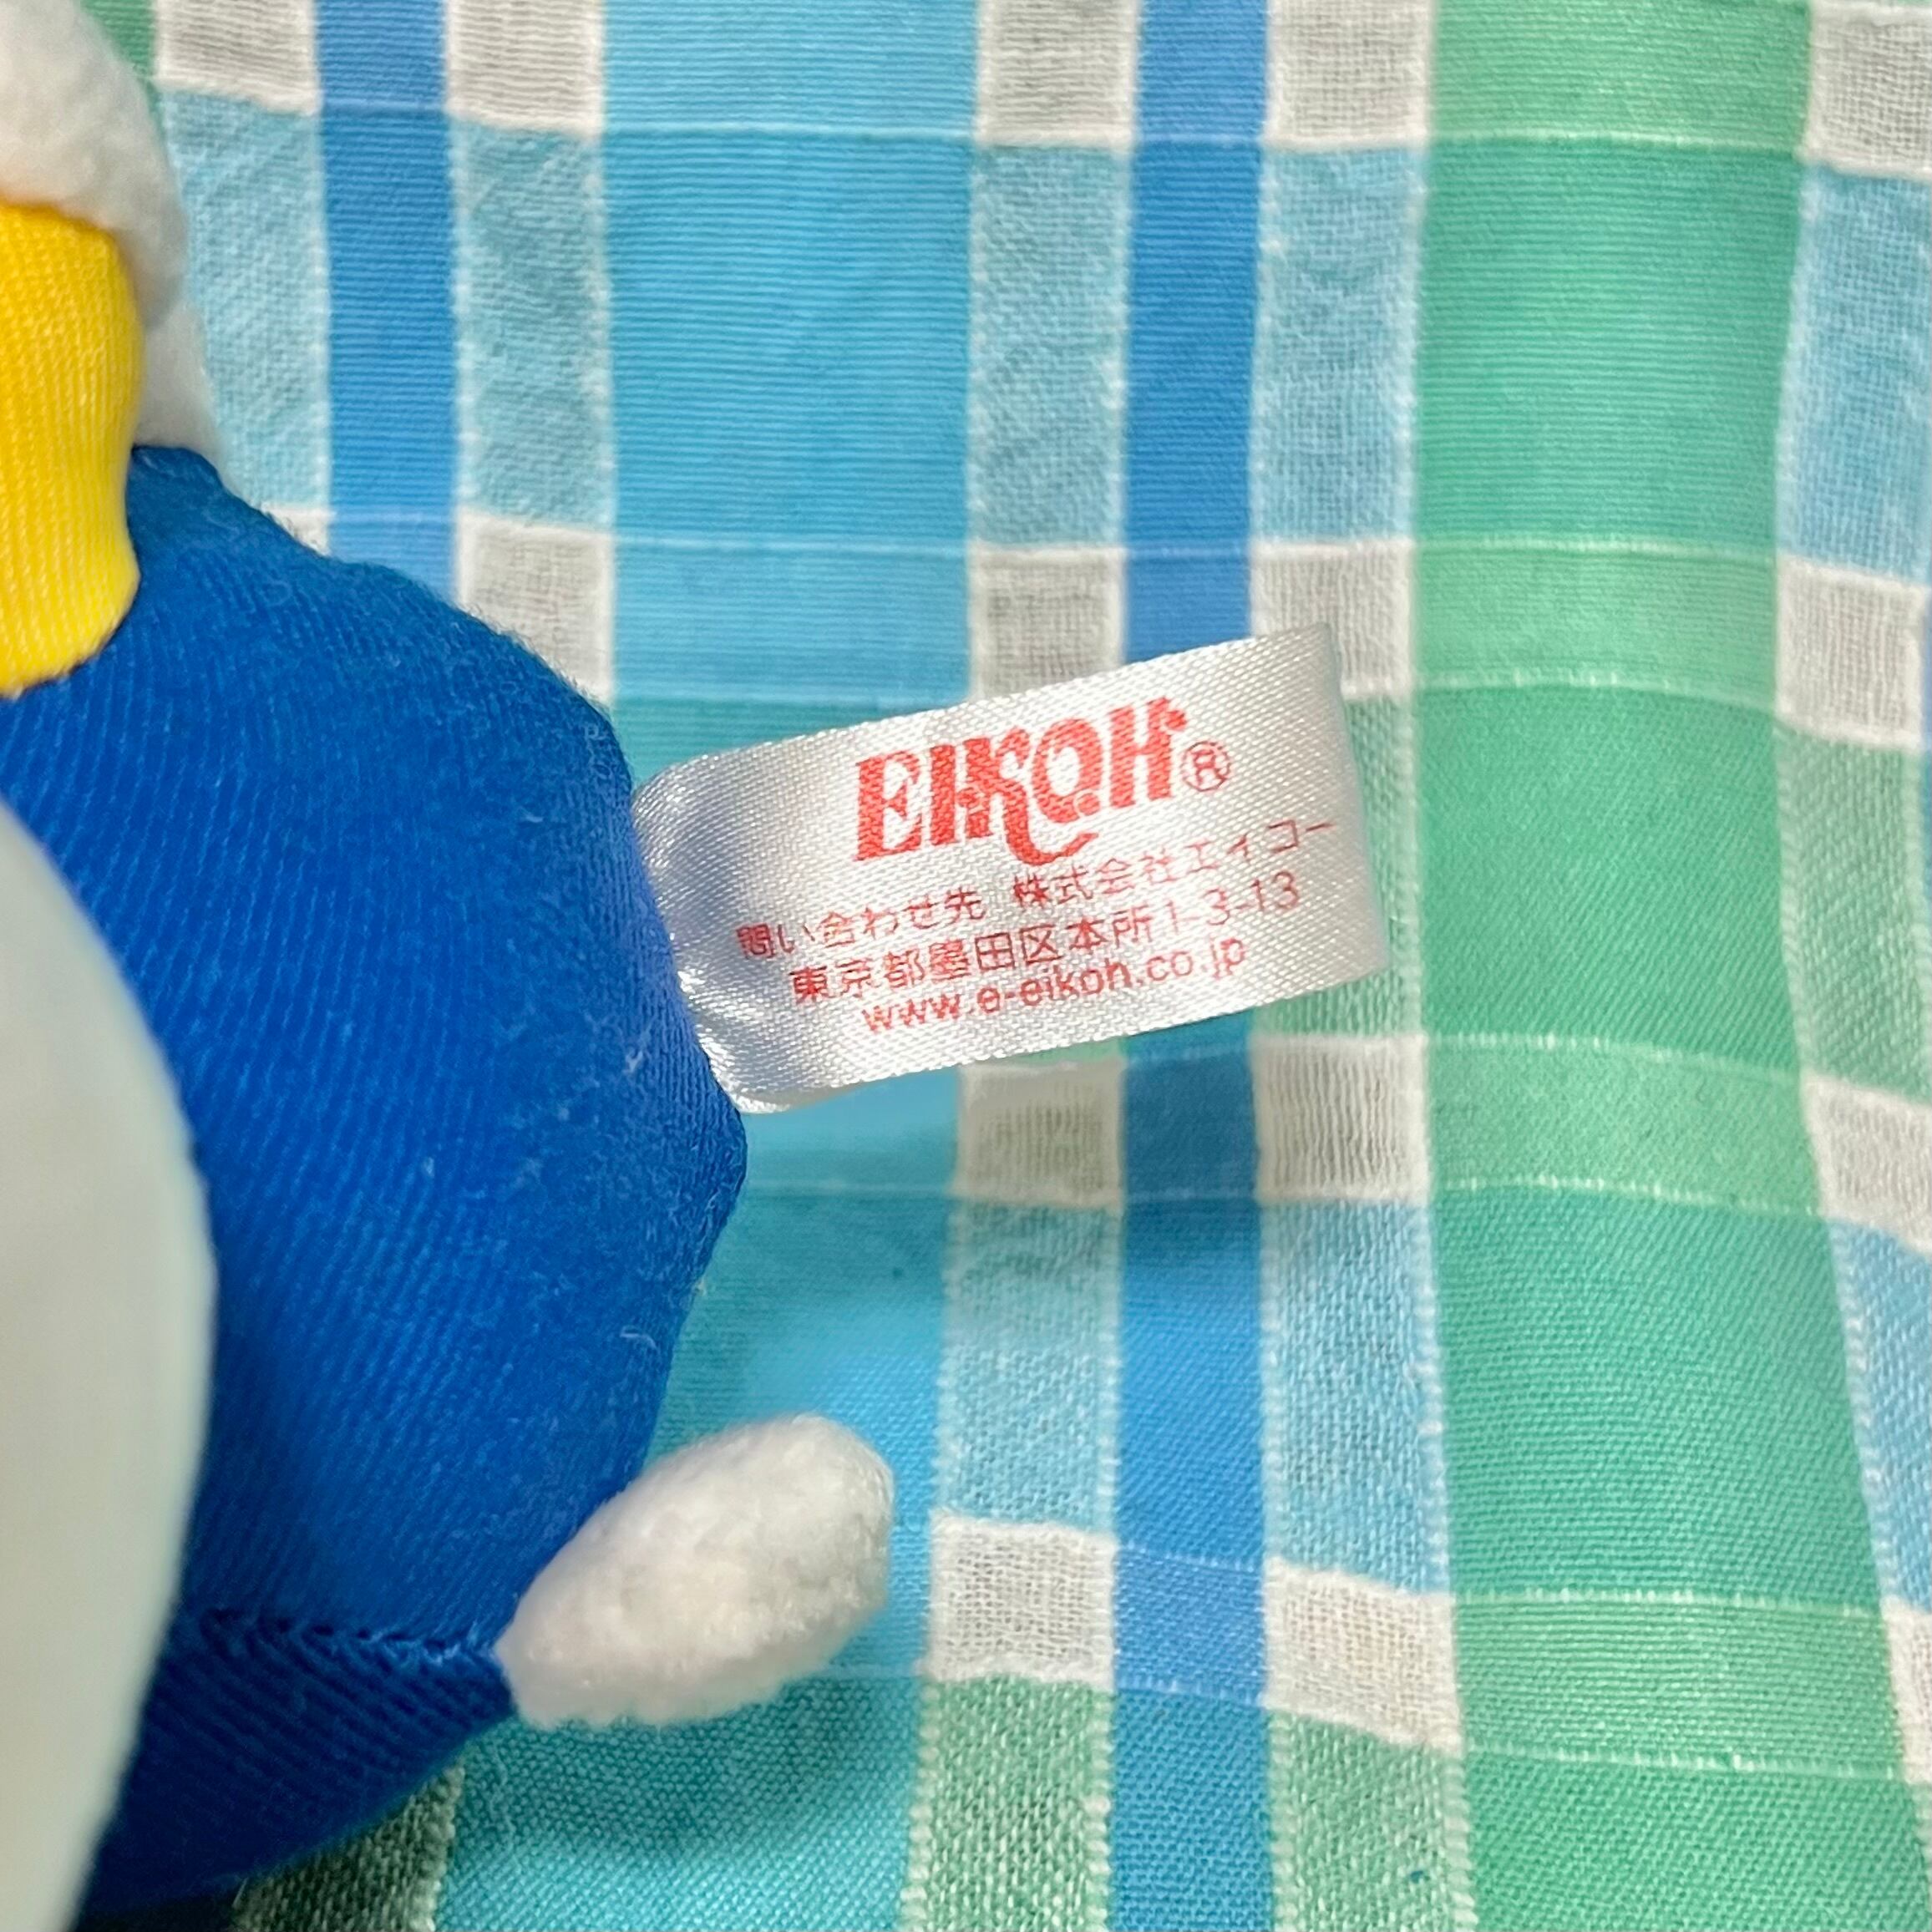 EIKOH®
問い合わせ先 株式会社エイコー
東京都墨田区本所1-3-13
www.e-eikoh.co.jp